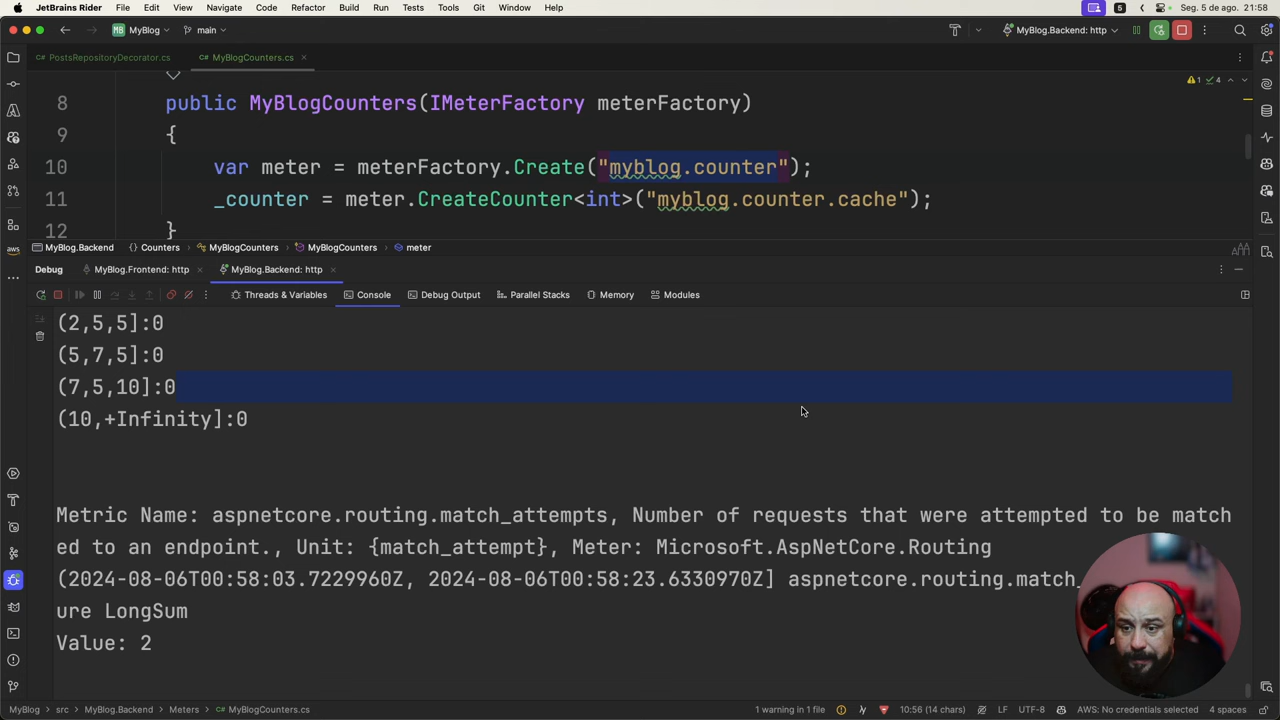 JetBrains Rider File Edit View Navigate Code Refactor Build Run Tests Tools Git Window Help 5 Seg. 5 de ago. 21:58
MB MyBlog main MyBlog.Backend: http
C# PostsRepositoryDecorator.cs C# MyBlogCounters.cs
8 public MyBlogCounters(IMeterFactory meterFactory) 1 4
9 {
10 var meter = meterFactory.Create("myblog.counter");
11 _counter = meter.CreateCounter<int>("myblog.counter.cache");
12 }
MyBlog.Backend Counters MyBlogCounters MyBlogCounters meter
Debug MyBlog.Frontend: http MyBlog.Backend: http
Threads & Variables Console Debug Output Parallel Stacks Memory Modules
(2,5,5]:0
(5,7,5]:0
(7,5,10]:0
(10,+Infinity]:0
Metric Name: aspnetcore.routing.match_attempts, Number of requests that were attempted to be match
ed to an endpoint., Unit: {match_attempt}, Meter: Microsoft.AspNetCore.Routing
(2024-08-06T00:58:03.7229960Z, 2024-08-06T00:58:23.6330970Z] aspnetcore.routing.match_
ure LongSum
Value: 2
MyBlog src MyBlog.Backend Meters C# MyBlogCounters.cs 1 warning in 1 file 10:56 (14 chars) LF UTF-8 AWS: No credentials selected 4 spaces